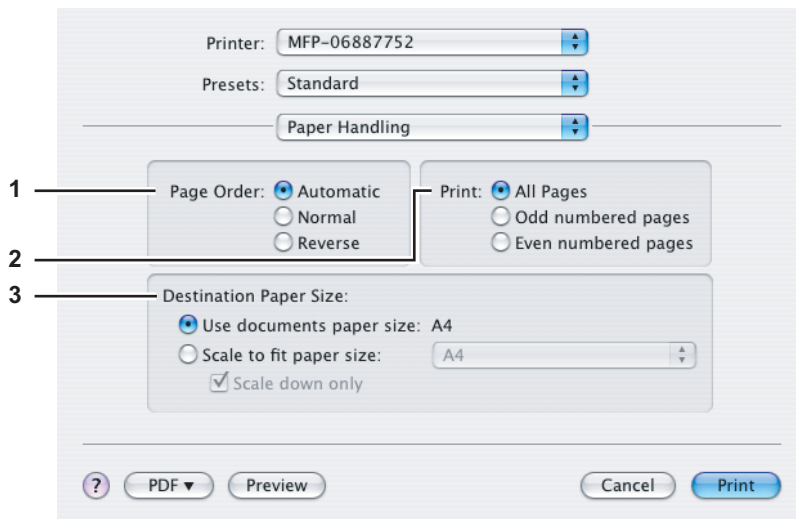 Printer: MFP-06887752
Presets: Standard
Paper Handling
1
Page Order: Automatic
Normal
Reverse
2
Print: All Pages
Odd numbered pages
Even numbered pages
3
Destination Paper Size:
Use documents paper size: A4
Scale to fit paper size: A4
Scale down only
? PDF▼ Preview Cancel Print